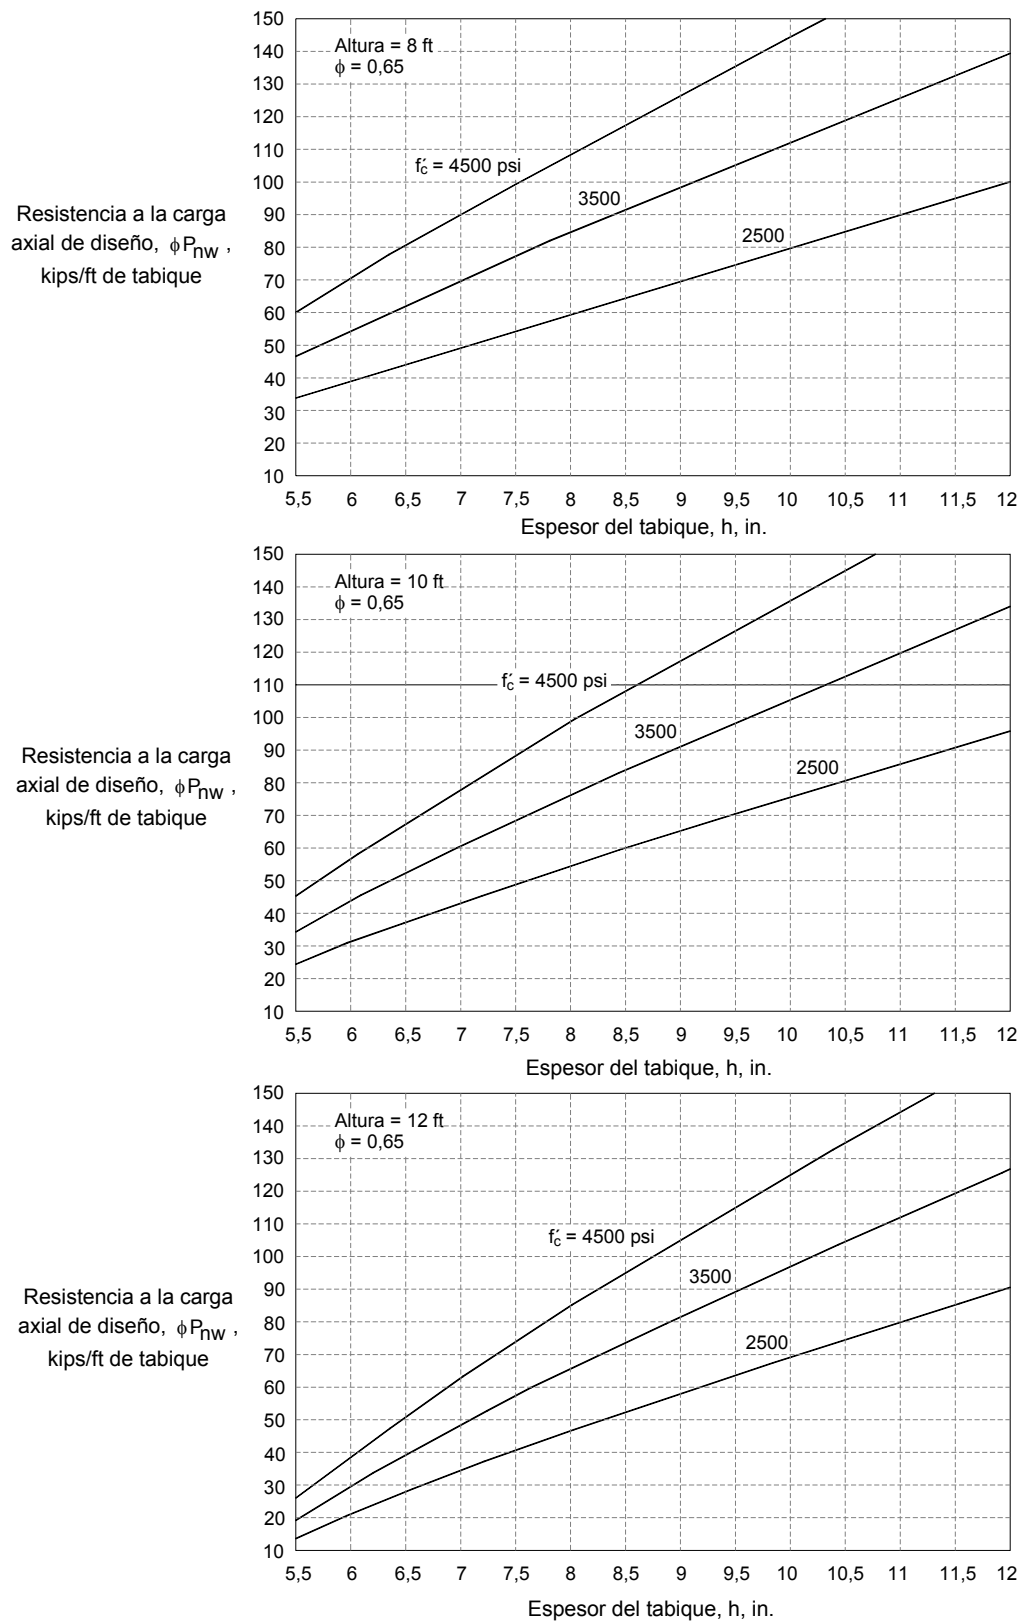 150
140
130
120
110
100
90
80
70
60
50
40
30
20
10
Altura = 8 ft
ϕ = 0,65
f′c = 4500 psi
3500
2500
Resistencia a la carga
axial de diseño, ϕPnw ,
kips/ft de tabique
5,5 6 6,5 7 7,5 8 8,5 9 9,5 10 10,5 11 11,5 12
Espesor del tabique, h, in.
150
140
130
120
110
100
90
80
70
60
50
40
30
20
10
Altura = 10 ft
ϕ = 0,65
f′c = 4500 psi
3500
2500
Resistencia a la carga
axial de diseño, ϕPnw ,
kips/ft de tabique
5,5 6 6,5 7 7,5 8 8,5 9 9,5 10 10,5 11 11,5 12
Espesor del tabique, h, in.
150
140
130
120
110
100
90
80
70
60
50
40
30
20
10
Altura = 12 ft
ϕ = 0,65
f′c = 4500 psi
3500
2500
Resistencia a la carga
axial de diseño, ϕPnw ,
kips/ft de tabique
5,5 6 6,5 7 7,5 8 8,5 9 9,5 10 10,5 11 11,5 12
Espesor del tabique, h, in.